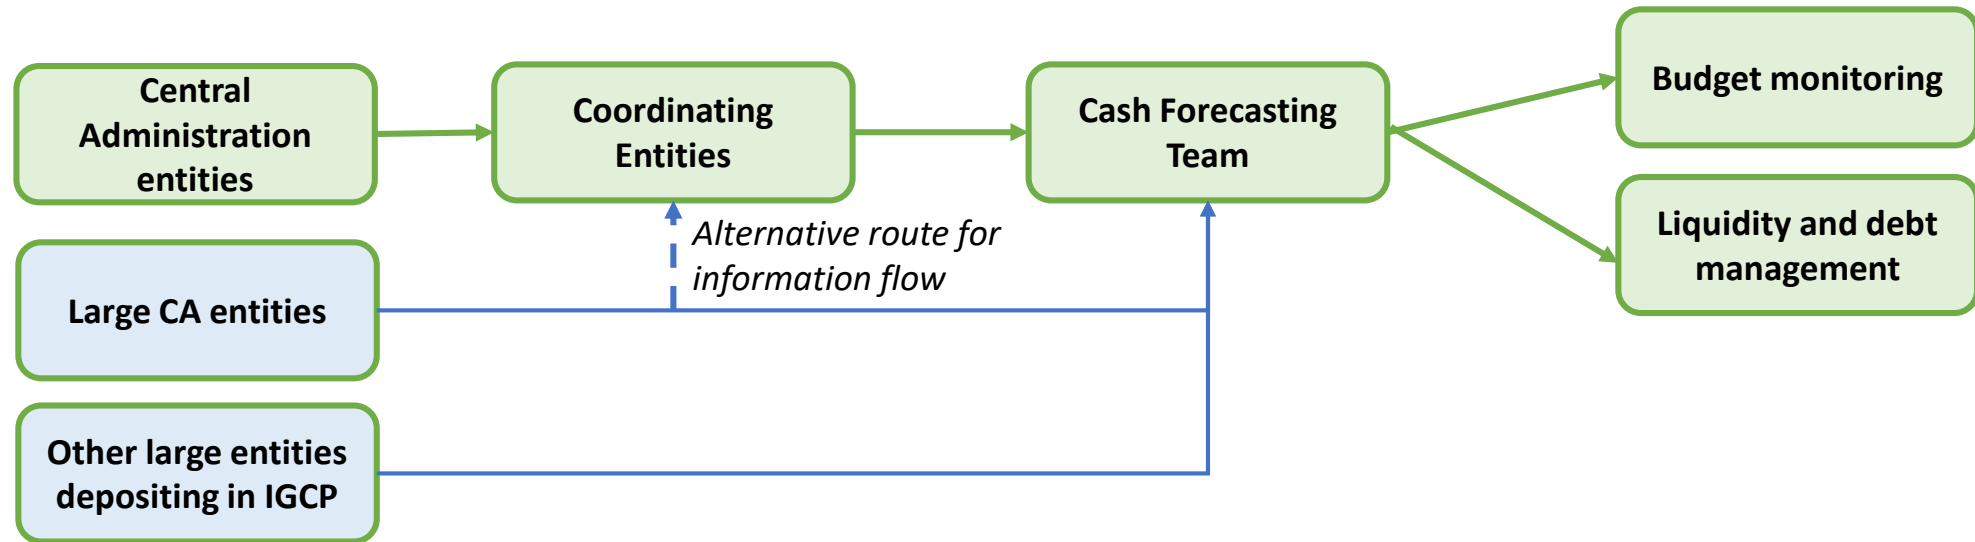 Central
Administration
entities
Coordinating
Entities
Cash Forecasting
Team
Budget monitoring
Liquidity and debt
management
Alternative route for
information flow
Large CA entities
Other large entities
depositing in IGCP